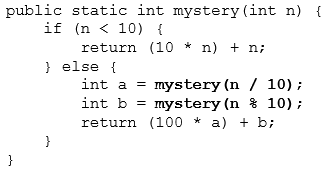 public static int mystery(int n) {
    if (n < 10) {
        return (10 * n) + n;
    } else {
        int a = mystery(n / 10);
        int b = mystery(n % 10);
        return (100 * a) + b;
    }
}